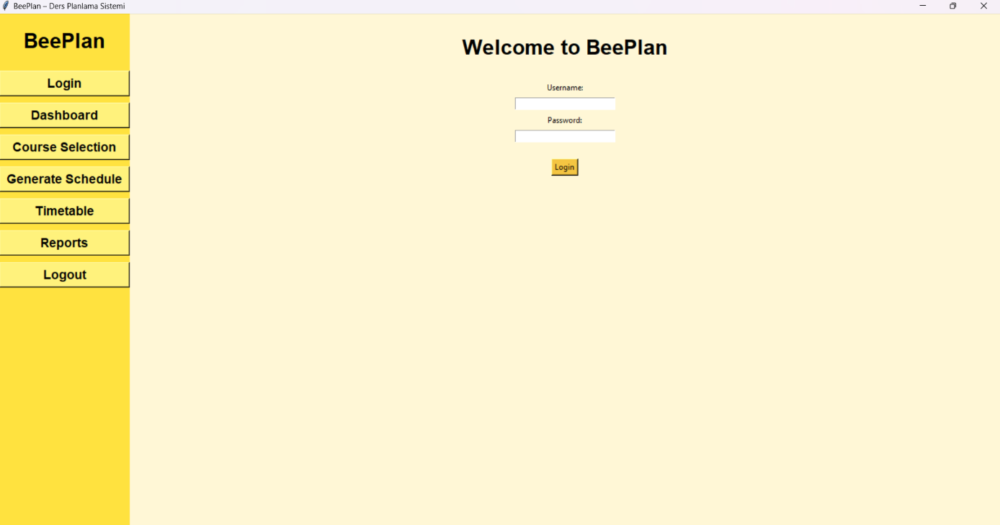 BeePlan – Ders Planlama Sistemi
BeePlan
Login
Dashboard
Course Selection
Generate Schedule
Timetable
Reports
Logout
Welcome to BeePlan
Username:
Password:
Login